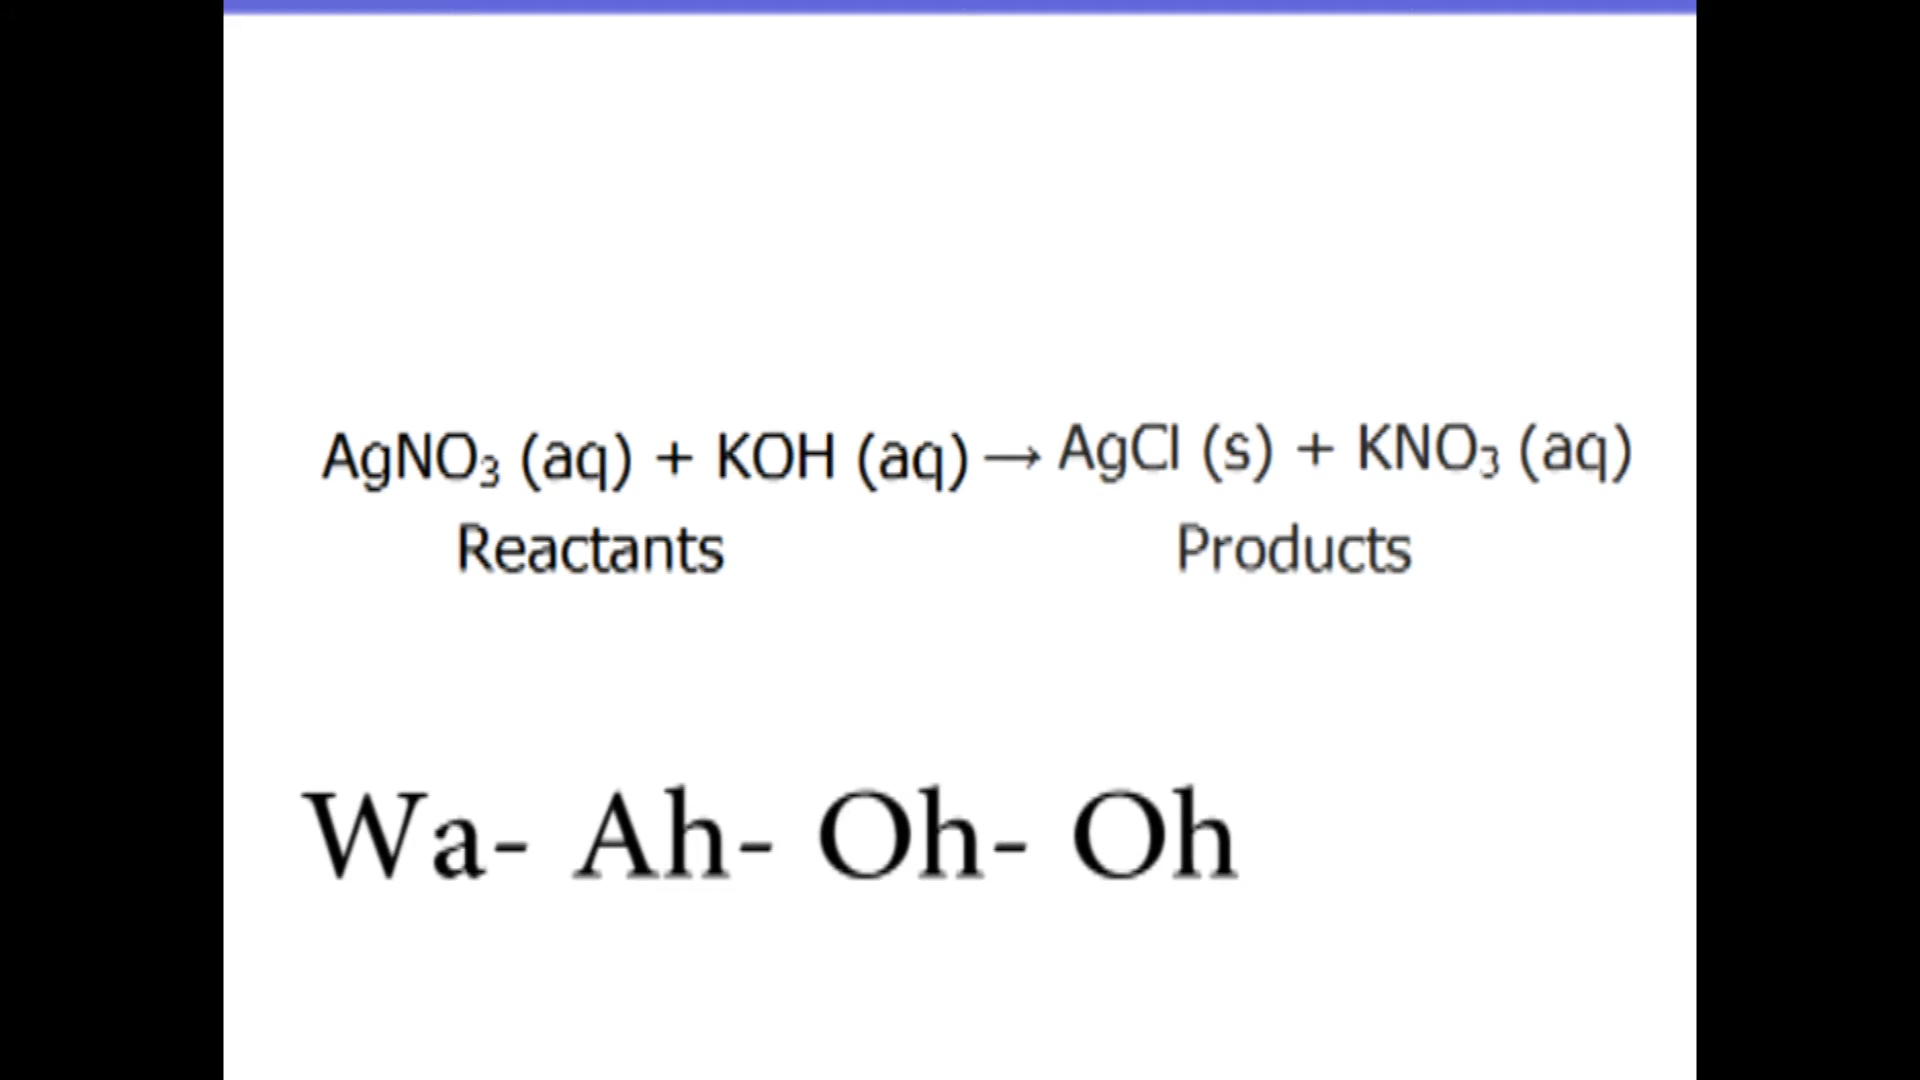 AgNO₃ (aq) + KOH (aq) → AgCl (s) + KNO₃ (aq)
Reactants Products
Wa- Ah- Oh- Oh